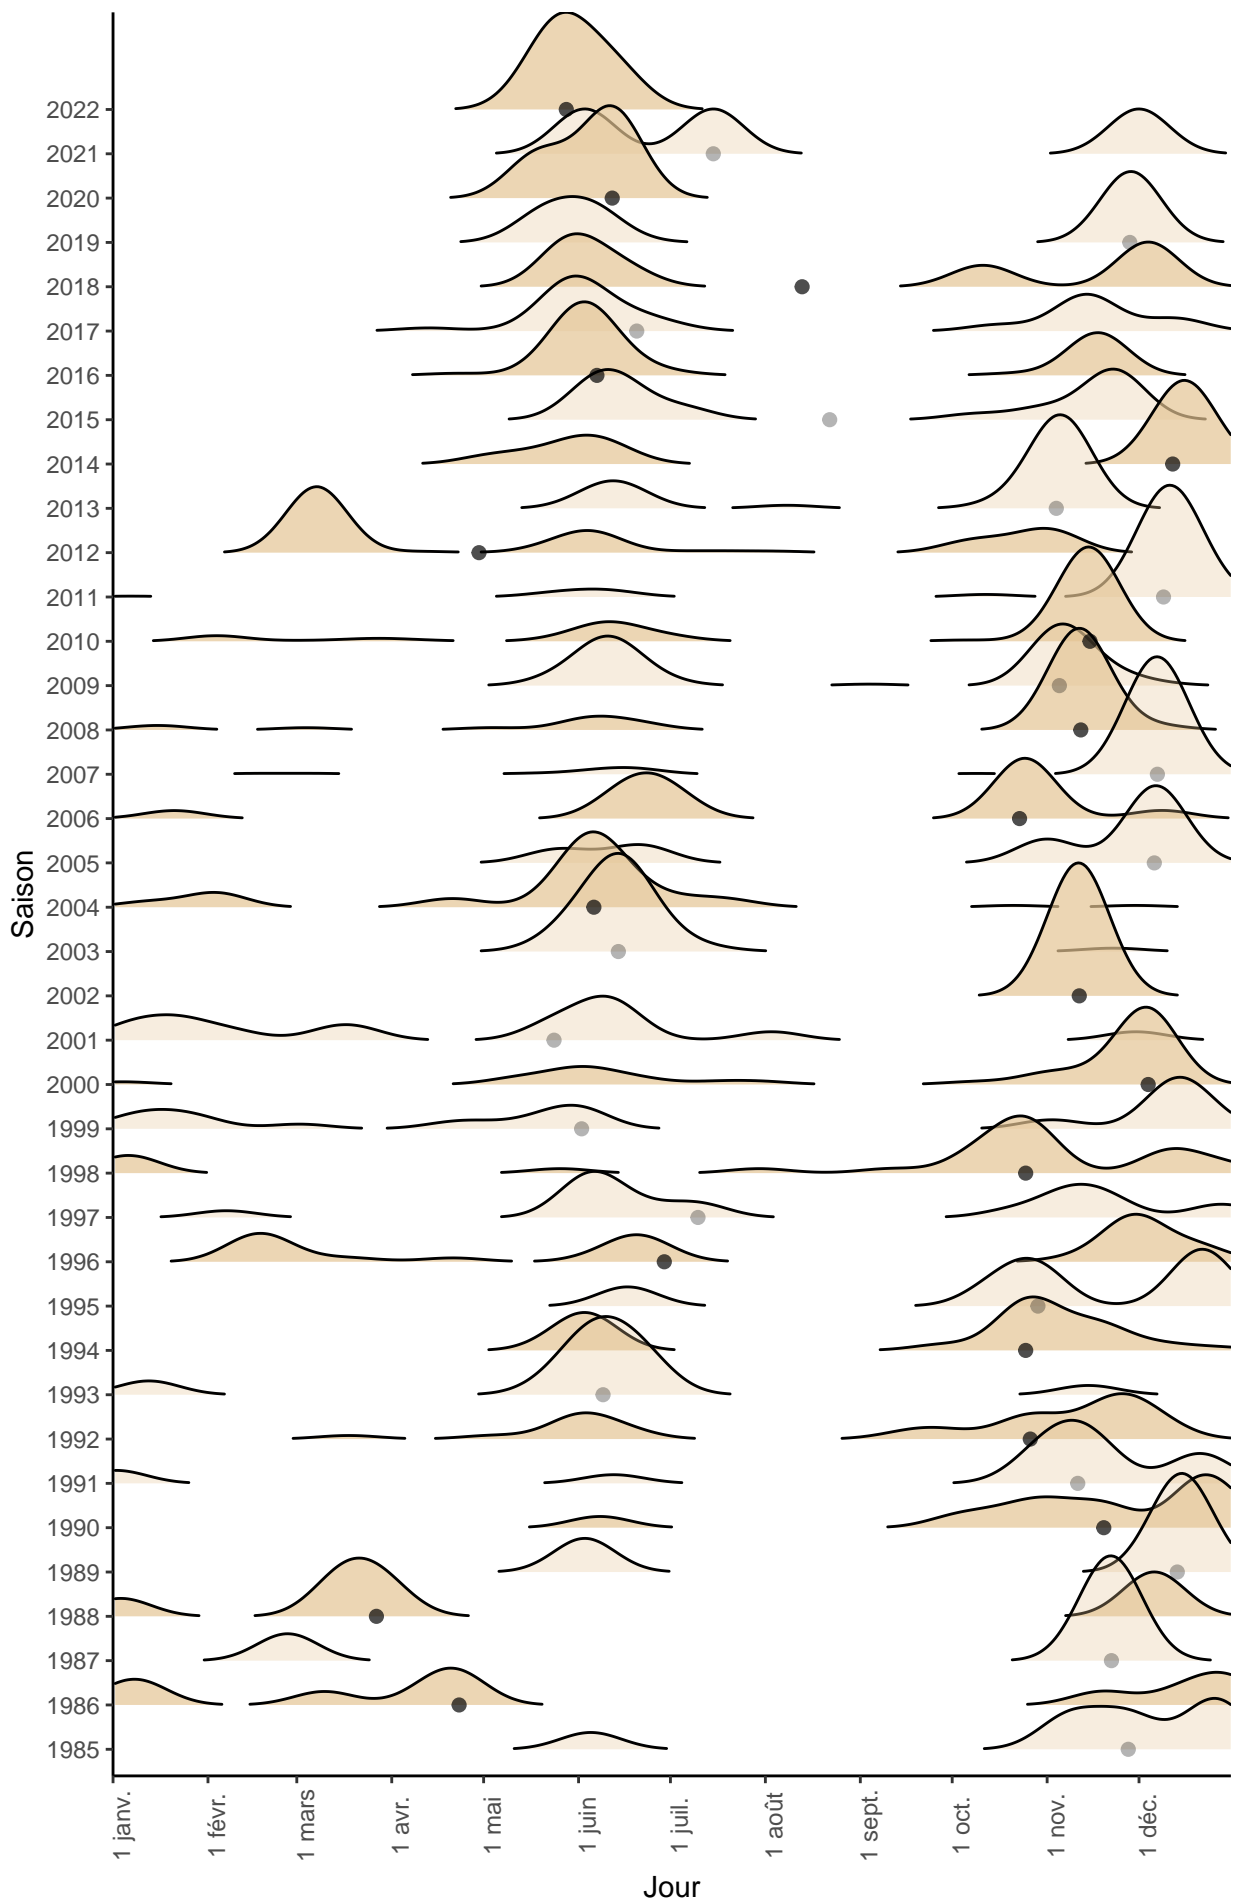 2022
2021
2020
2019
2018
2017
2016
2015
2014
2013
2012
2011
2010
2009
2008
2007
2006
2005
2004
2003
2002
2001
2000
1999
1998
1997
1996
1995
1994
1993
1992
1991
1990
1989
1988
1987
1986
1985
Saison
1 janv.
1 févr.
1 mars
1 avr.
1 mai
1 juin
1 juil.
1 août
1 sept.
1 oct.
1 nov.
1 déc.
Jour